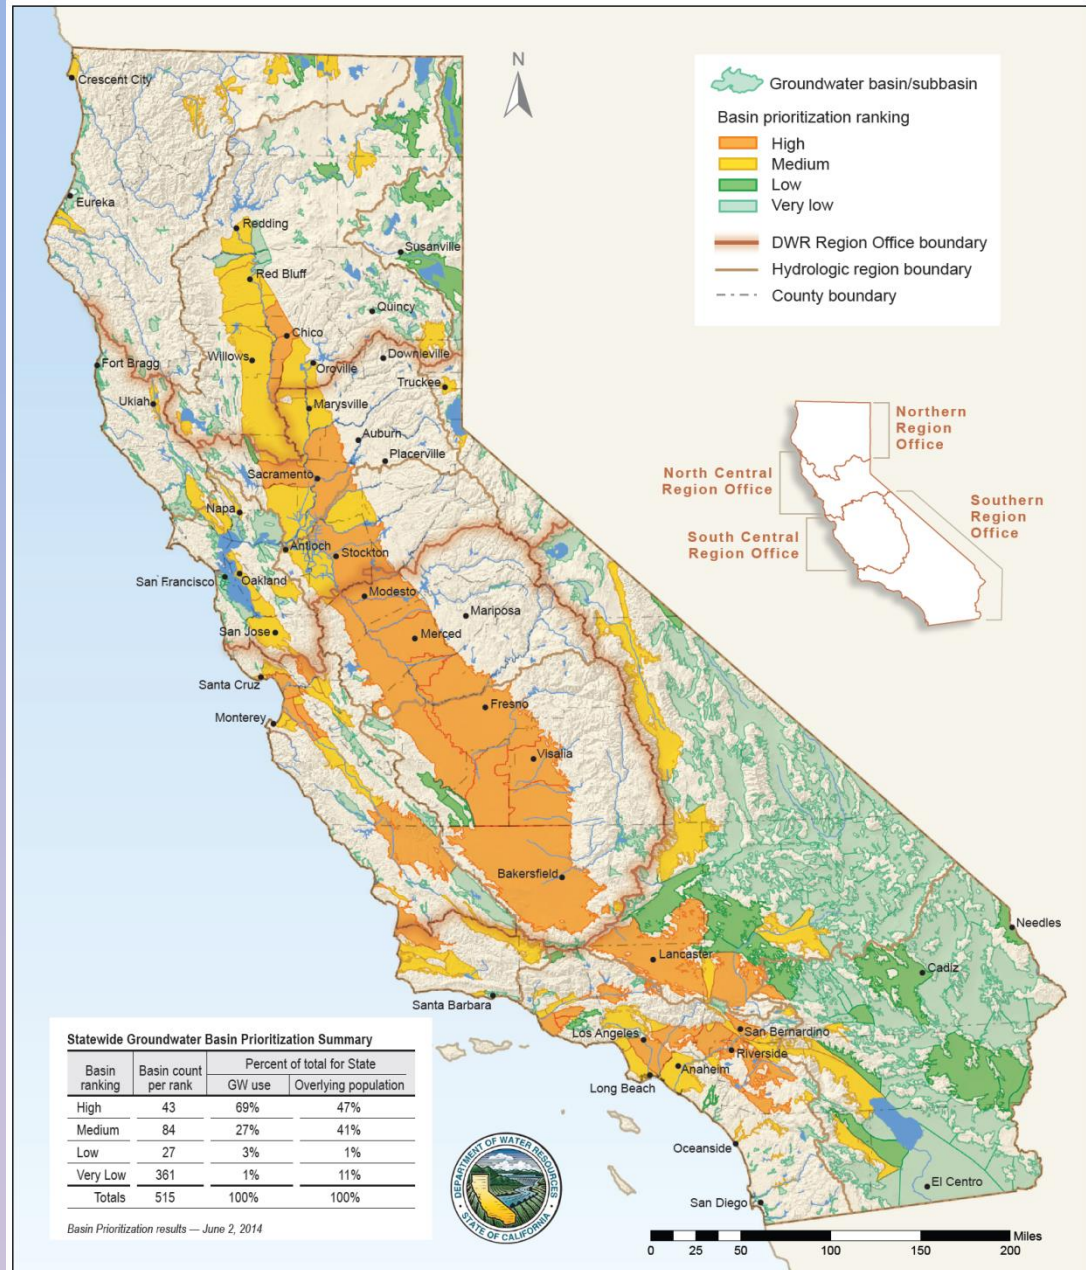 N
Crescent City
Eureka
Redding
Susanville
Red Bluff
Quincy
Chico
Downieville
Fort Bragg
Willows
Oroville
Truckee
Ukiah
Marysville
Auburn
Placerville
Sacramento
Napa
Antioch
Stockton
San Francisco
Oakland
Modesto
Mariposa
San Jose
Merced
Santa Cruz
Fresno
Monterey
Visalia
Bakersfield
Needles
Lancaster
Cadiz
Santa Barbara
Los Angeles
San Bernardino
Riverside
Anaheim
Long Beach
Oceanside
El Centro
San Diego
Groundwater basin/subbasin
Basin prioritization ranking
High
Medium
Low
Very low
DWR Region Office boundary
Hydrologic region boundary
County boundary
Northern
Region
Office
North Central
Region Office
Southern
Region
Office
South Central
Region Office
Statewide Groundwater Basin Prioritization Summary
Basin ranking Basin count per rank Percent of total for State
GW use Overlying population
High 43 69% 47%
Medium 84 27% 41%
Low 27 3% 1%
Very Low 361 1% 11%
Totals 515 100% 100%
Basin Prioritization results — June 2, 2014
DEPARTMENT OF WATER RESOURCES
STATE OF CALIFORNIA
Miles
0 25 50 100 150 200